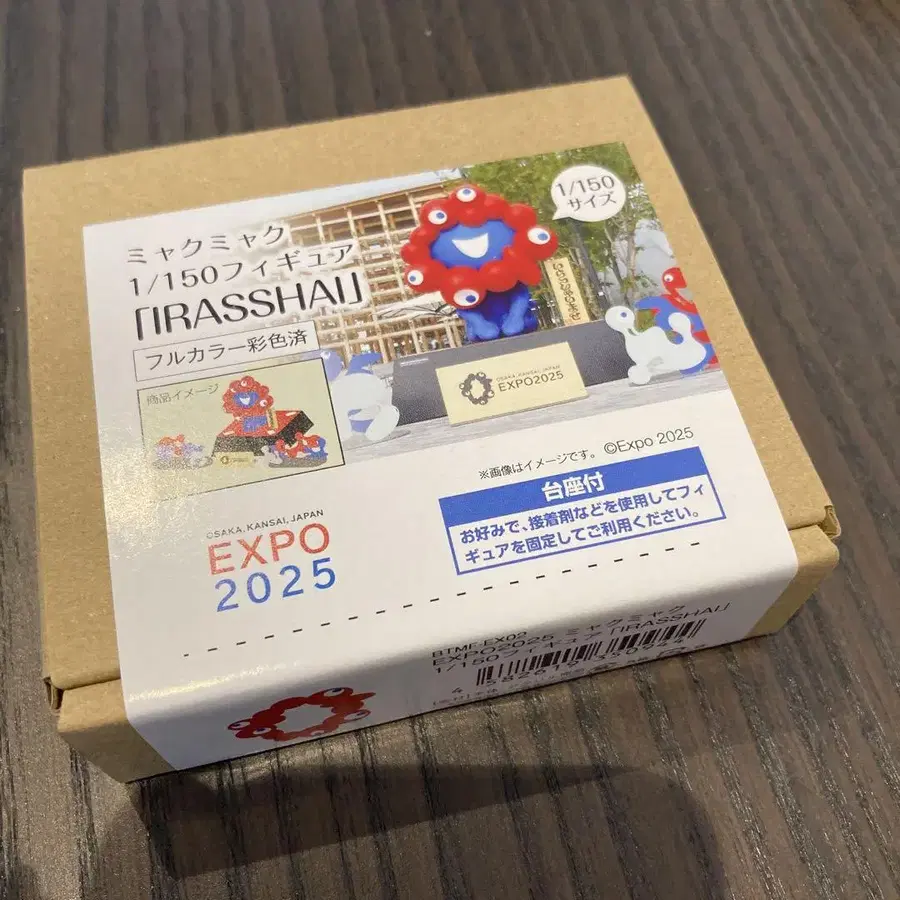 ミャクミャク
1/150フィギュア
「IRASSHAI」
フルカラー彩色済
商品イメージ
1/150
サイズ
OSAKA, KANSAI, JAPAN
EXPO2025
※画像はイメージです。 ©Expo 2025
台座付
お好みで、接着剤などを使用してフィ
ギュアを固定してご利用ください。
OSAKA, KANSAI, JAPAN
EXPO
2025
BTMF-EX02
EXPO2025 ミャクミャク
1/150フィギュア「IRASSHAI」